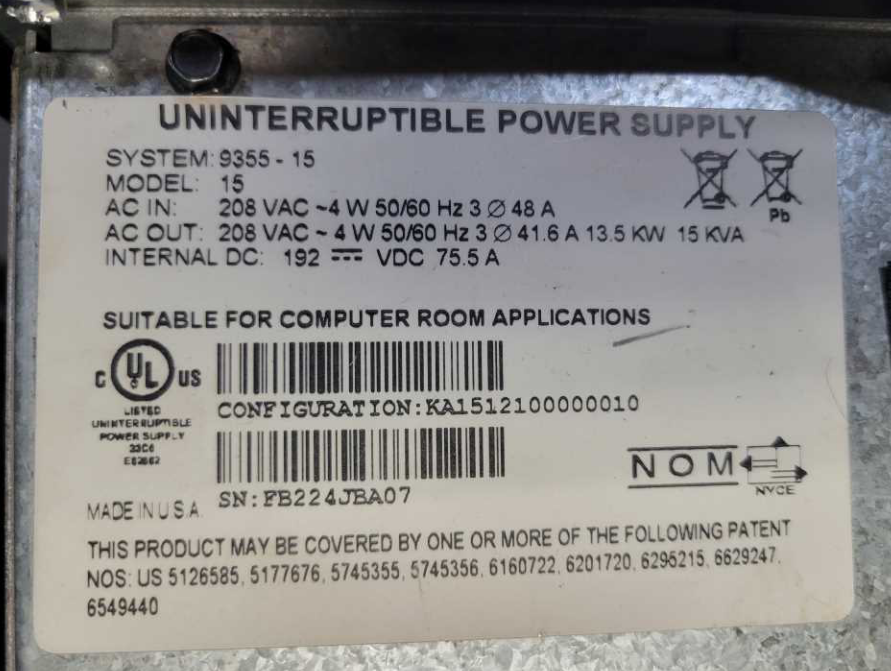 UNINTERRUPTIBLE POWER SUPPLY
SYSTEM: 9355 - 15
MODEL: 15
AC IN: 208 VAC ~4 W 50/60 Hz 3 Ø 48 A
AC OUT: 208 VAC ~ 4 W 50/60 Hz 3 Ø 41.6 A 13.5 KW 15 KVA
INTERNAL DC: 192 ⎓ VDC 75.5 A
Pb
SUITABLE FOR COMPUTER ROOM APPLICATIONS
C UL US
LISTED
UNINTERRUPTIBLE
POWER SUPPLY
CONFIGURATION:KA1512100000010
SN:FB224JBA07
MADE IN U.S.A.
NOM
NYCE
THIS PRODUCT MAY BE COVERED BY ONE OR MORE OF THE FOLLOWING PATENT
NOS: US 5126585, 5177676, 5745355, 5745356, 6160722, 6201720, 6295215, 6629247,
6549440